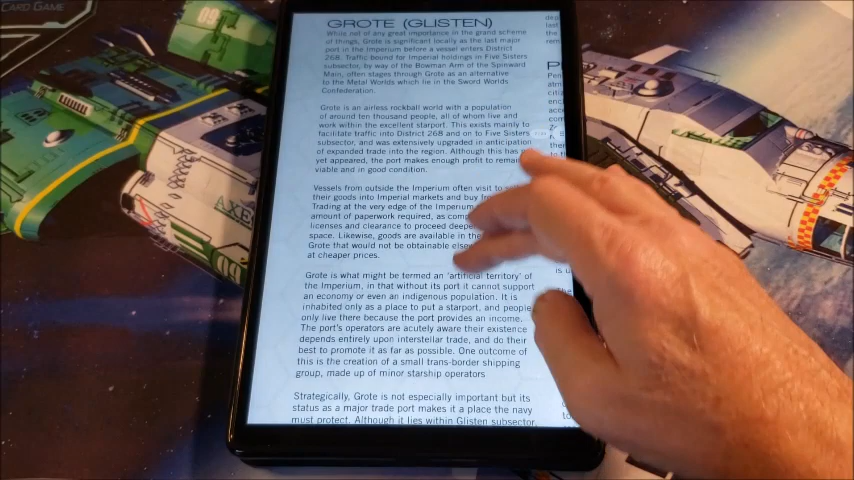 CARD GAME
09
AXE
GROTE (GLISTEN)
While not of any great importance in the grand scheme
of things, Grote is significant locally as the last major
port in the Imperium before a vessel enters District
268. Traffic bound for Imperial holdings in Five Sisters
subsector, by way of the Bowman Arm of the Spinward
Main, often stages through Grote as an alternative
to the Metal Worlds which lie in the Sword Worlds
Confederation.
Grote is an airless rockball world with a population
of around ten thousand people, all of whom live and
work within the excellent starport. This exists mainly to
facilitate traffic into District 268 and on to Five Sisters
subsector, and was extensively upgraded in anticipation
of expanded trade into the region. Although this has
yet appeared, the port makes enough profit to remain
viable and in good condition.
Vessels from outside the Imperium often visit to
their goods into Imperial markets and buy
Trading at the very edge of the Imperium
amount of paperwork required, as
licenses and clearance to proceed
space. Likewise, goods are available in the
Grote that would not be obtainable
at cheaper prices.
Grote is what might be termed an 'artificial territory' of
the Imperium, in that without its port it cannot support
an economy or even an indigenous population. It is
inhabited only as a place to put a starport, and people
only live there because the port provides an income.
The port's operators are acutely aware their existence
depends entirely upon interstellar trade, and do their
best to promote it as far as possible. One outcome of
this is the creation of a small trans-border shipping
group, made up of minor starship operators
Strategically, Grote is not especially important but its
status as a major trade port makes it a place the navy
must protect. Although it lies within Glisten subsector,